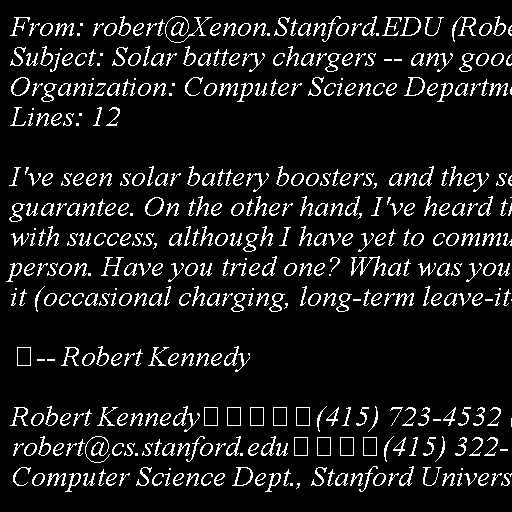 From: robert@Xenon.Stanford.EDU (Robe
Subject: Solar battery chargers -- any good
Organization: Computer Science Departme
Lines: 12

I've seen solar battery boosters, and they se
guarantee. On the other hand, I've heard th
with success, although I have yet to commu
person. Have you tried one? What was you
it (occasional charging, long-term leave-it-

-- Robert Kennedy

Robert Kennedy (415) 723-4532 (
robert@cs.stanford.edu (415) 322-
Computer Science Dept., Stanford Univers